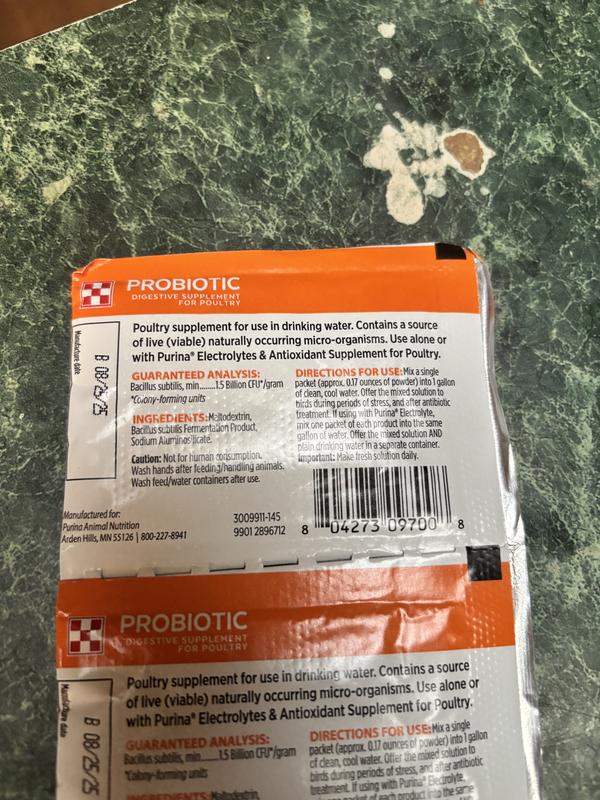 PROBIOTIC
DIGESTIVE SUPPLEMENT
FOR POULTRY
Manufacture date
B 08/25/25
Poultry supplement for use in drinking water. Contains a source
of live (viable) naturally occurring micro-organisms. Use alone or
with Purina® Electrolytes & Antioxidant Supplement for Poultry.
GUARANTEED ANALYSIS:
Bacillus subtilis, min.......1.5 Billion CFU*/gram
*Colony-forming units
INGREDIENTS: Maltodextrin,
Bacillus subtilis Fermentation Product,
Sodium Aluminosilicate.
Caution: Not for human consumption.
Wash hands after feeding/handling animals.
Wash feed/water containers after use.
DIRECTIONS FOR USE: Mix a single
packet (approx. 0.17 ounces of powder) into 1 gallon
of clean, cool water. Offer the mixed solution to
birds during periods of stress, and after antibiotic
treatment. If using with Purina® Electrolyte,
mix one packet of each product into the same
gallon of water. Offer the mixed solution AND
plain drinking water in a separate container.
Important: Make fresh solution daily.
Manufactured for:
Purina Animal Nutrition
Arden Hills, MN 55126 | 800-227-8941
3009911-145
9901 2896712
8 04273 09700 8
PROBIOTIC
DIGESTIVE SUPPLEMENT
FOR POULTRY
Manufacture date
B 08/25/25
Poultry supplement for use in drinking water. Contains a source
of live (viable) naturally occurring micro-organisms. Use alone or
with Purina® Electrolytes & Antioxidant Supplement for Poultry.
GUARANTEED ANALYSIS:
Bacillus subtilis, min.......1.5 Billion CFU*/gram
*Colony-forming units
INGREDIENTS: Maltodextrin,
DIRECTIONS FOR USE: Mix a single
packet (approx. 0.17 ounces of powder) into 1 gallon
of clean, cool water. Offer the mixed solution to
birds during periods of stress, and after antibiotic
treatment. If using with Purina® Electrolyte,
packet of each product into the same